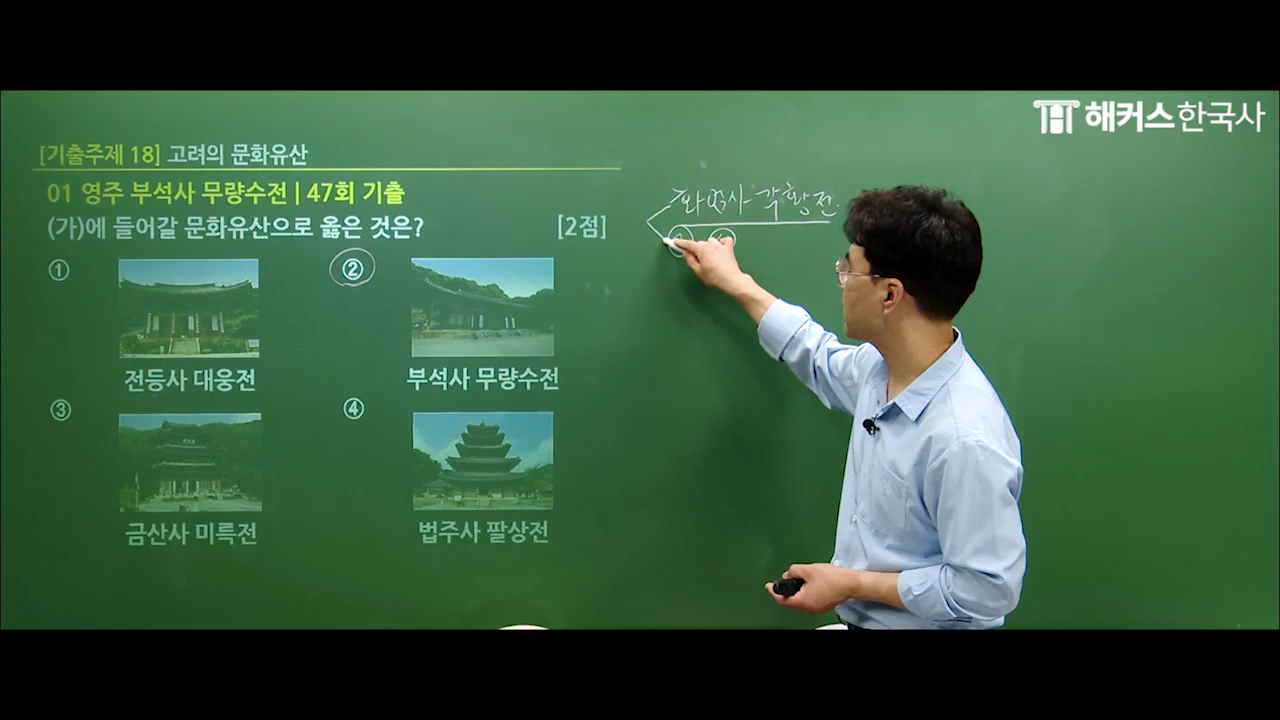 해커스한국사
[기출주제 18] 고려의 문화유산
01 영주 부석사 무량수전 | 47회 기출
(가)에 들어갈 문화유산으로 옳은 것은? [2점]
① ②
전등사 대웅전 부석사 무량수전
③ ④
금산사 미륵전 법주사 팔상전
화엄사 각황전